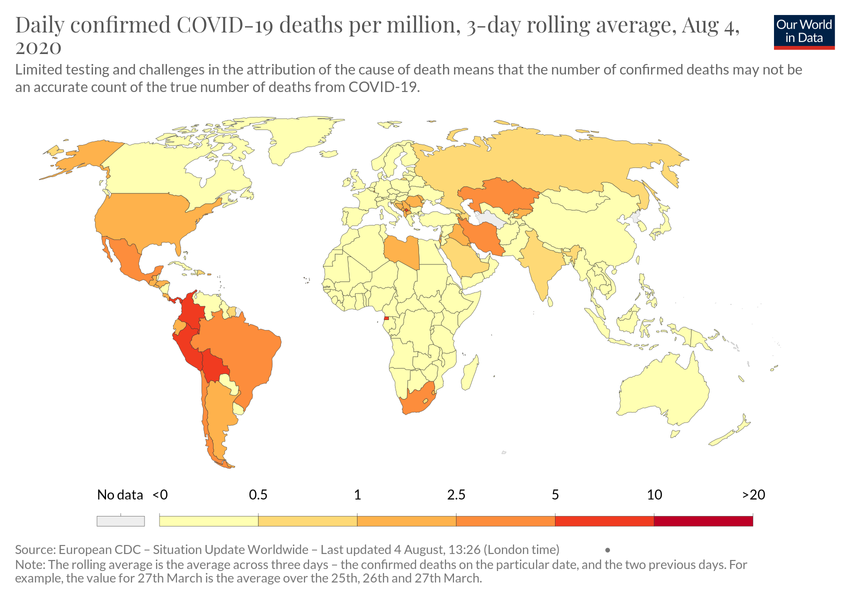 Daily confirmed COVID-19 deaths per million, 3-day rolling average, Aug 4,
2020
Our World
in Data
Limited testing and challenges in the attribution of the cause of death means that the number of confirmed deaths may not be
an accurate count of the true number of deaths from COVID-19.
No data <0 0.5 1 2.5 5 10 >20
Source: European CDC – Situation Update Worldwide – Last updated 4 August, 13:26 (London time)
Note: The rolling average is the average across three days – the confirmed deaths on the particular date, and the two previous days. For
example, the value for 27th March is the average over the 25th, 26th and 27th March.